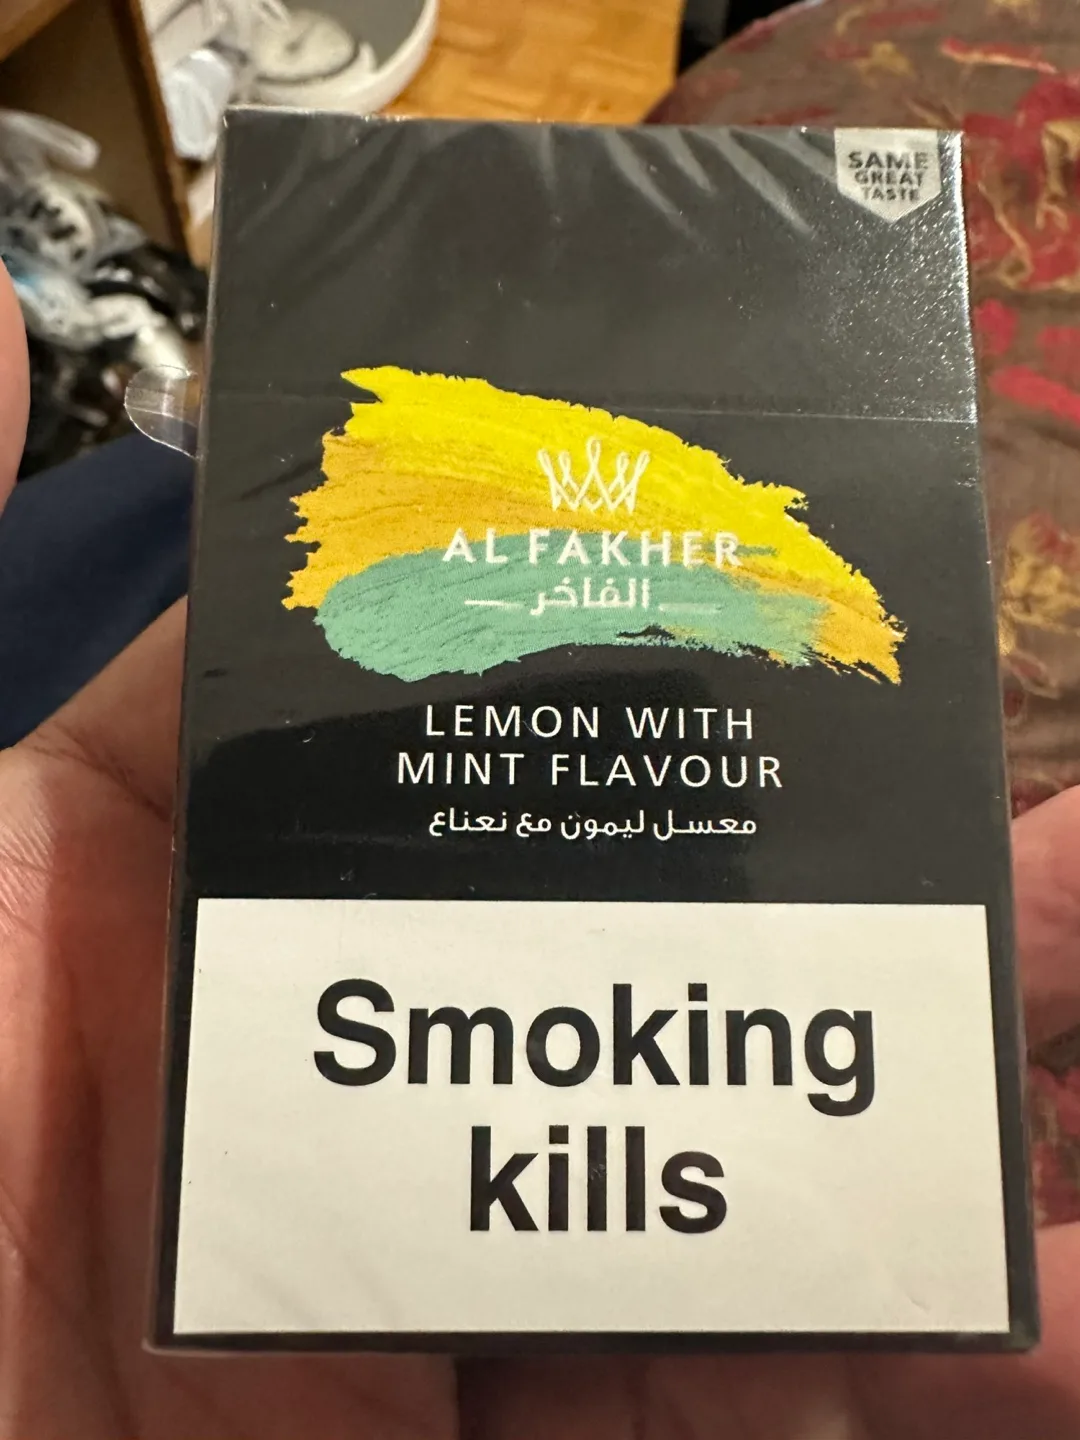 SAME
GREAT
TASTE
AL FAKHER
الفاخر
LEMON WITH
MINT FLAVOUR
معسل ليمون مع نعناع
Smoking
kills